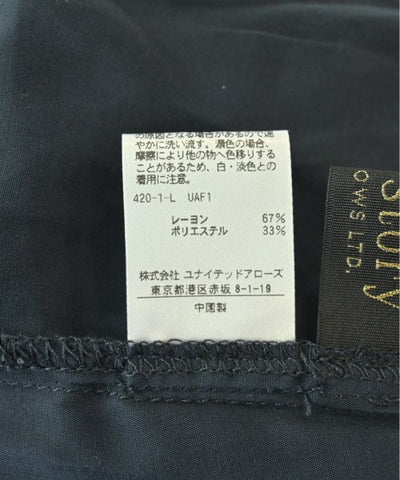 の原因となる場合があるので速
やかに洗い流す。濃色の場合、
摩擦により他の物へ色移りする
ことがあるため、白・淡色との
着用に注意。
420-1-L UAF1
レーヨン 67%
ポリエステル 33%
株式会社 ユナイテッドアローズ
東京都港区赤坂 8-1-19
中国製
story
OWS LTD.